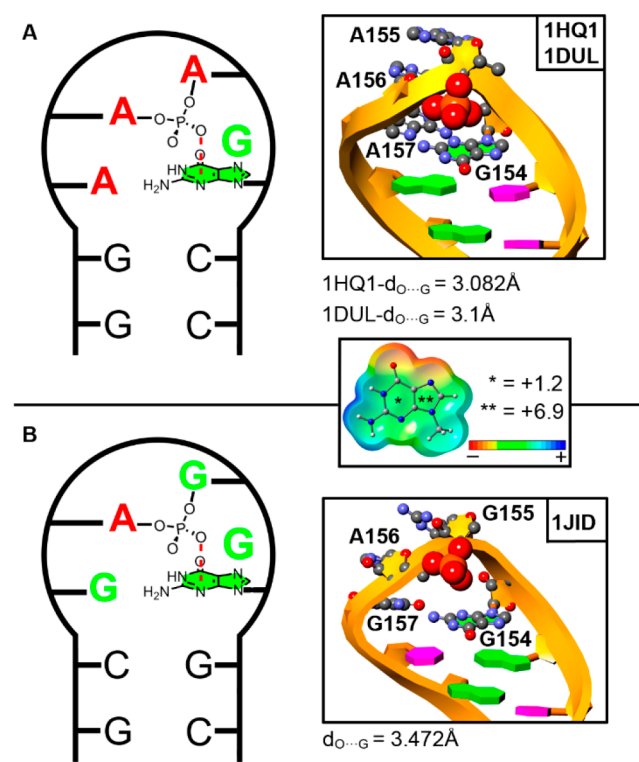 A
A
A
O
P
O
O
O
G
O
A
HN
N
H₂N
N
N
G
C
G
C
A155
A156
A157
G154
1HQ1
1DUL
1HQ1-dO···G = 3.082Å
1DUL-dO···G = 3.1Å
*
**
* = +1.2
** = +6.9
−
+
B
G
A
O
P
O
O
O
G
O
G
HN
N
H₂N
N
N
C
G
G
C
G155
A156
G157
G154
1JID
dO···G = 3.472Å